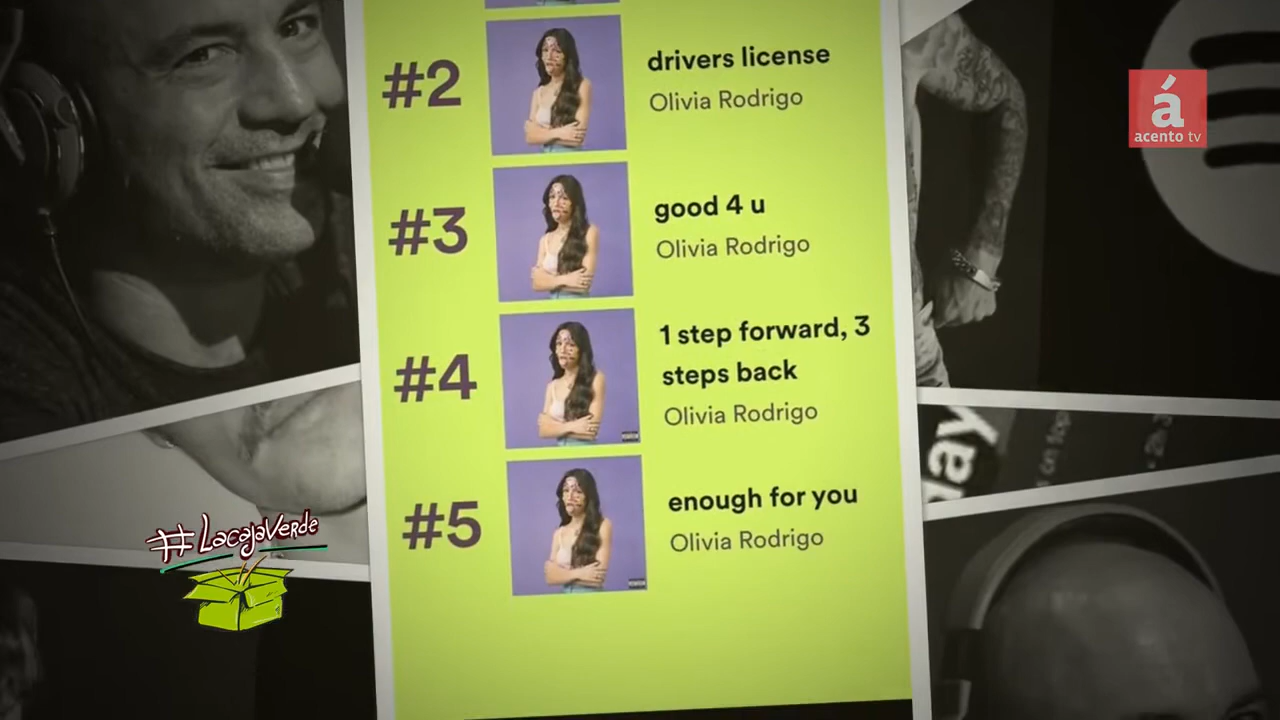 #2
drivers license
Olivia Rodrigo
á
acento tv
#3
good 4 u
Olivia Rodrigo
#4
1 step forward, 3
steps back
Olivia Rodrigo
#5
enough for you
Olivia Rodrigo
#LacajaVerde